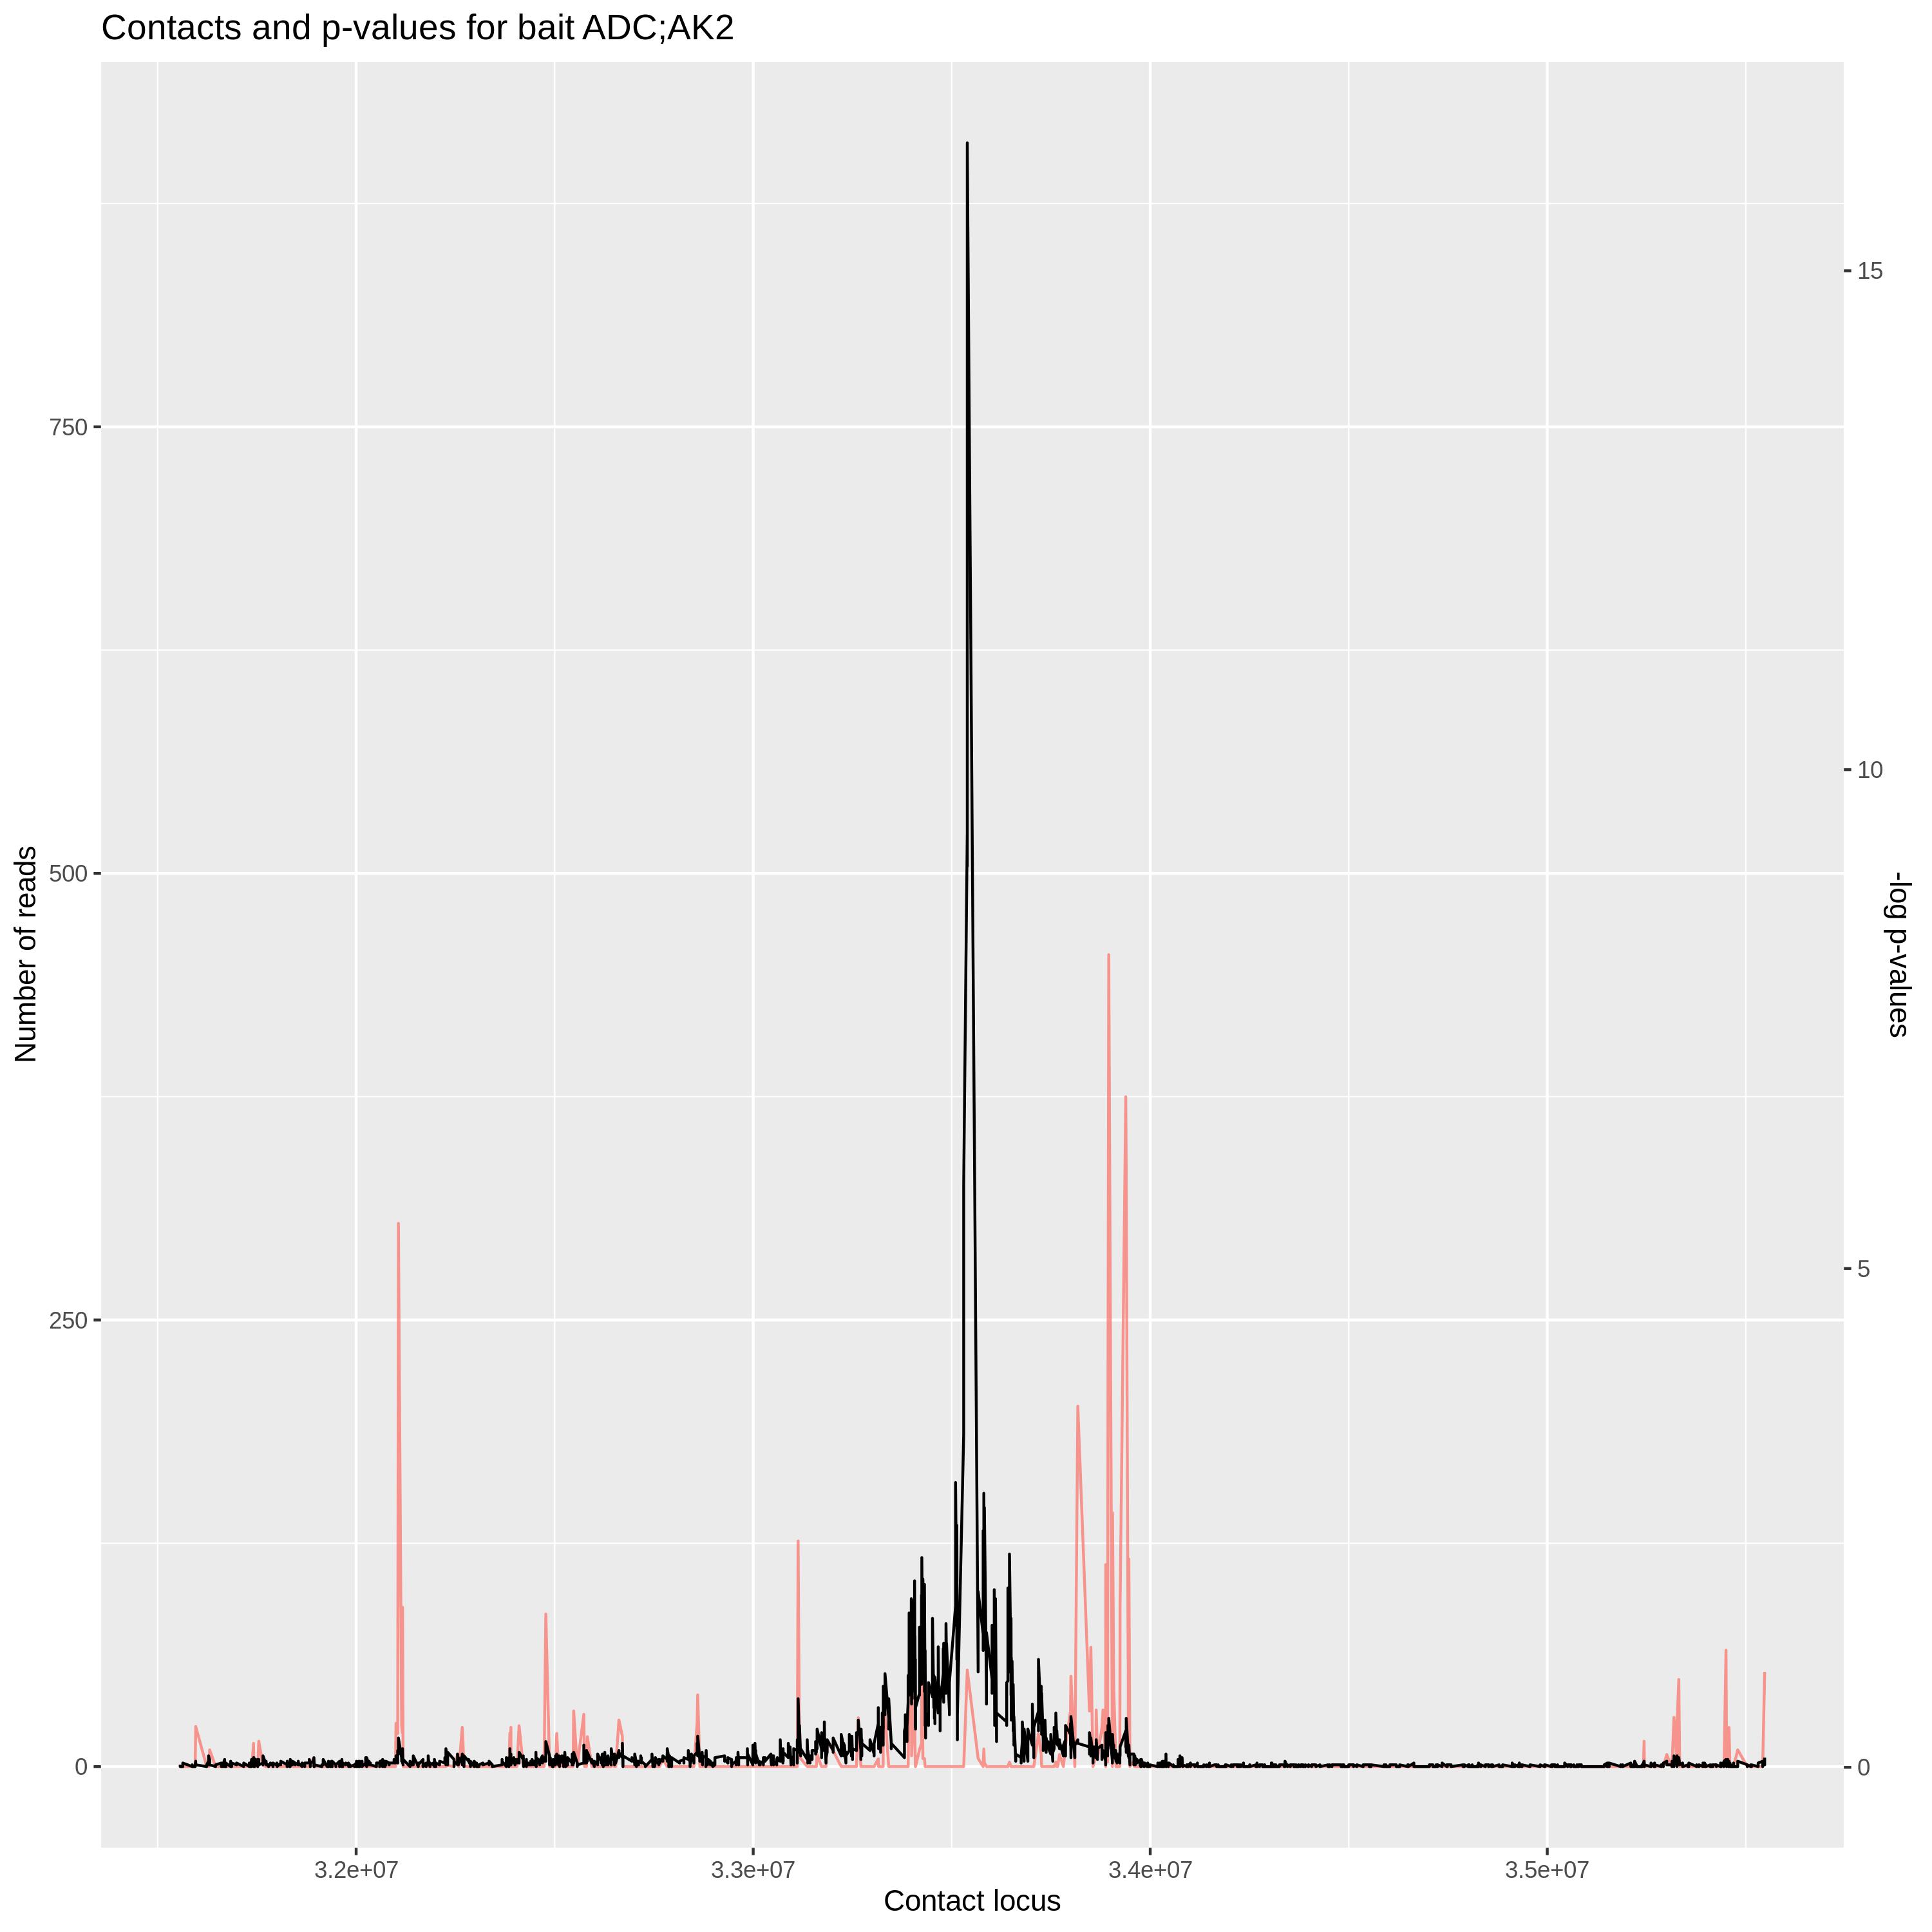 Contacts and p-values for bait ADC;AK2
Number of reads
750
500
250
0
15
10
5
0
-log p-values
3.2e+07
3.3e+07
3.4e+07
3.5e+07
Contact locus